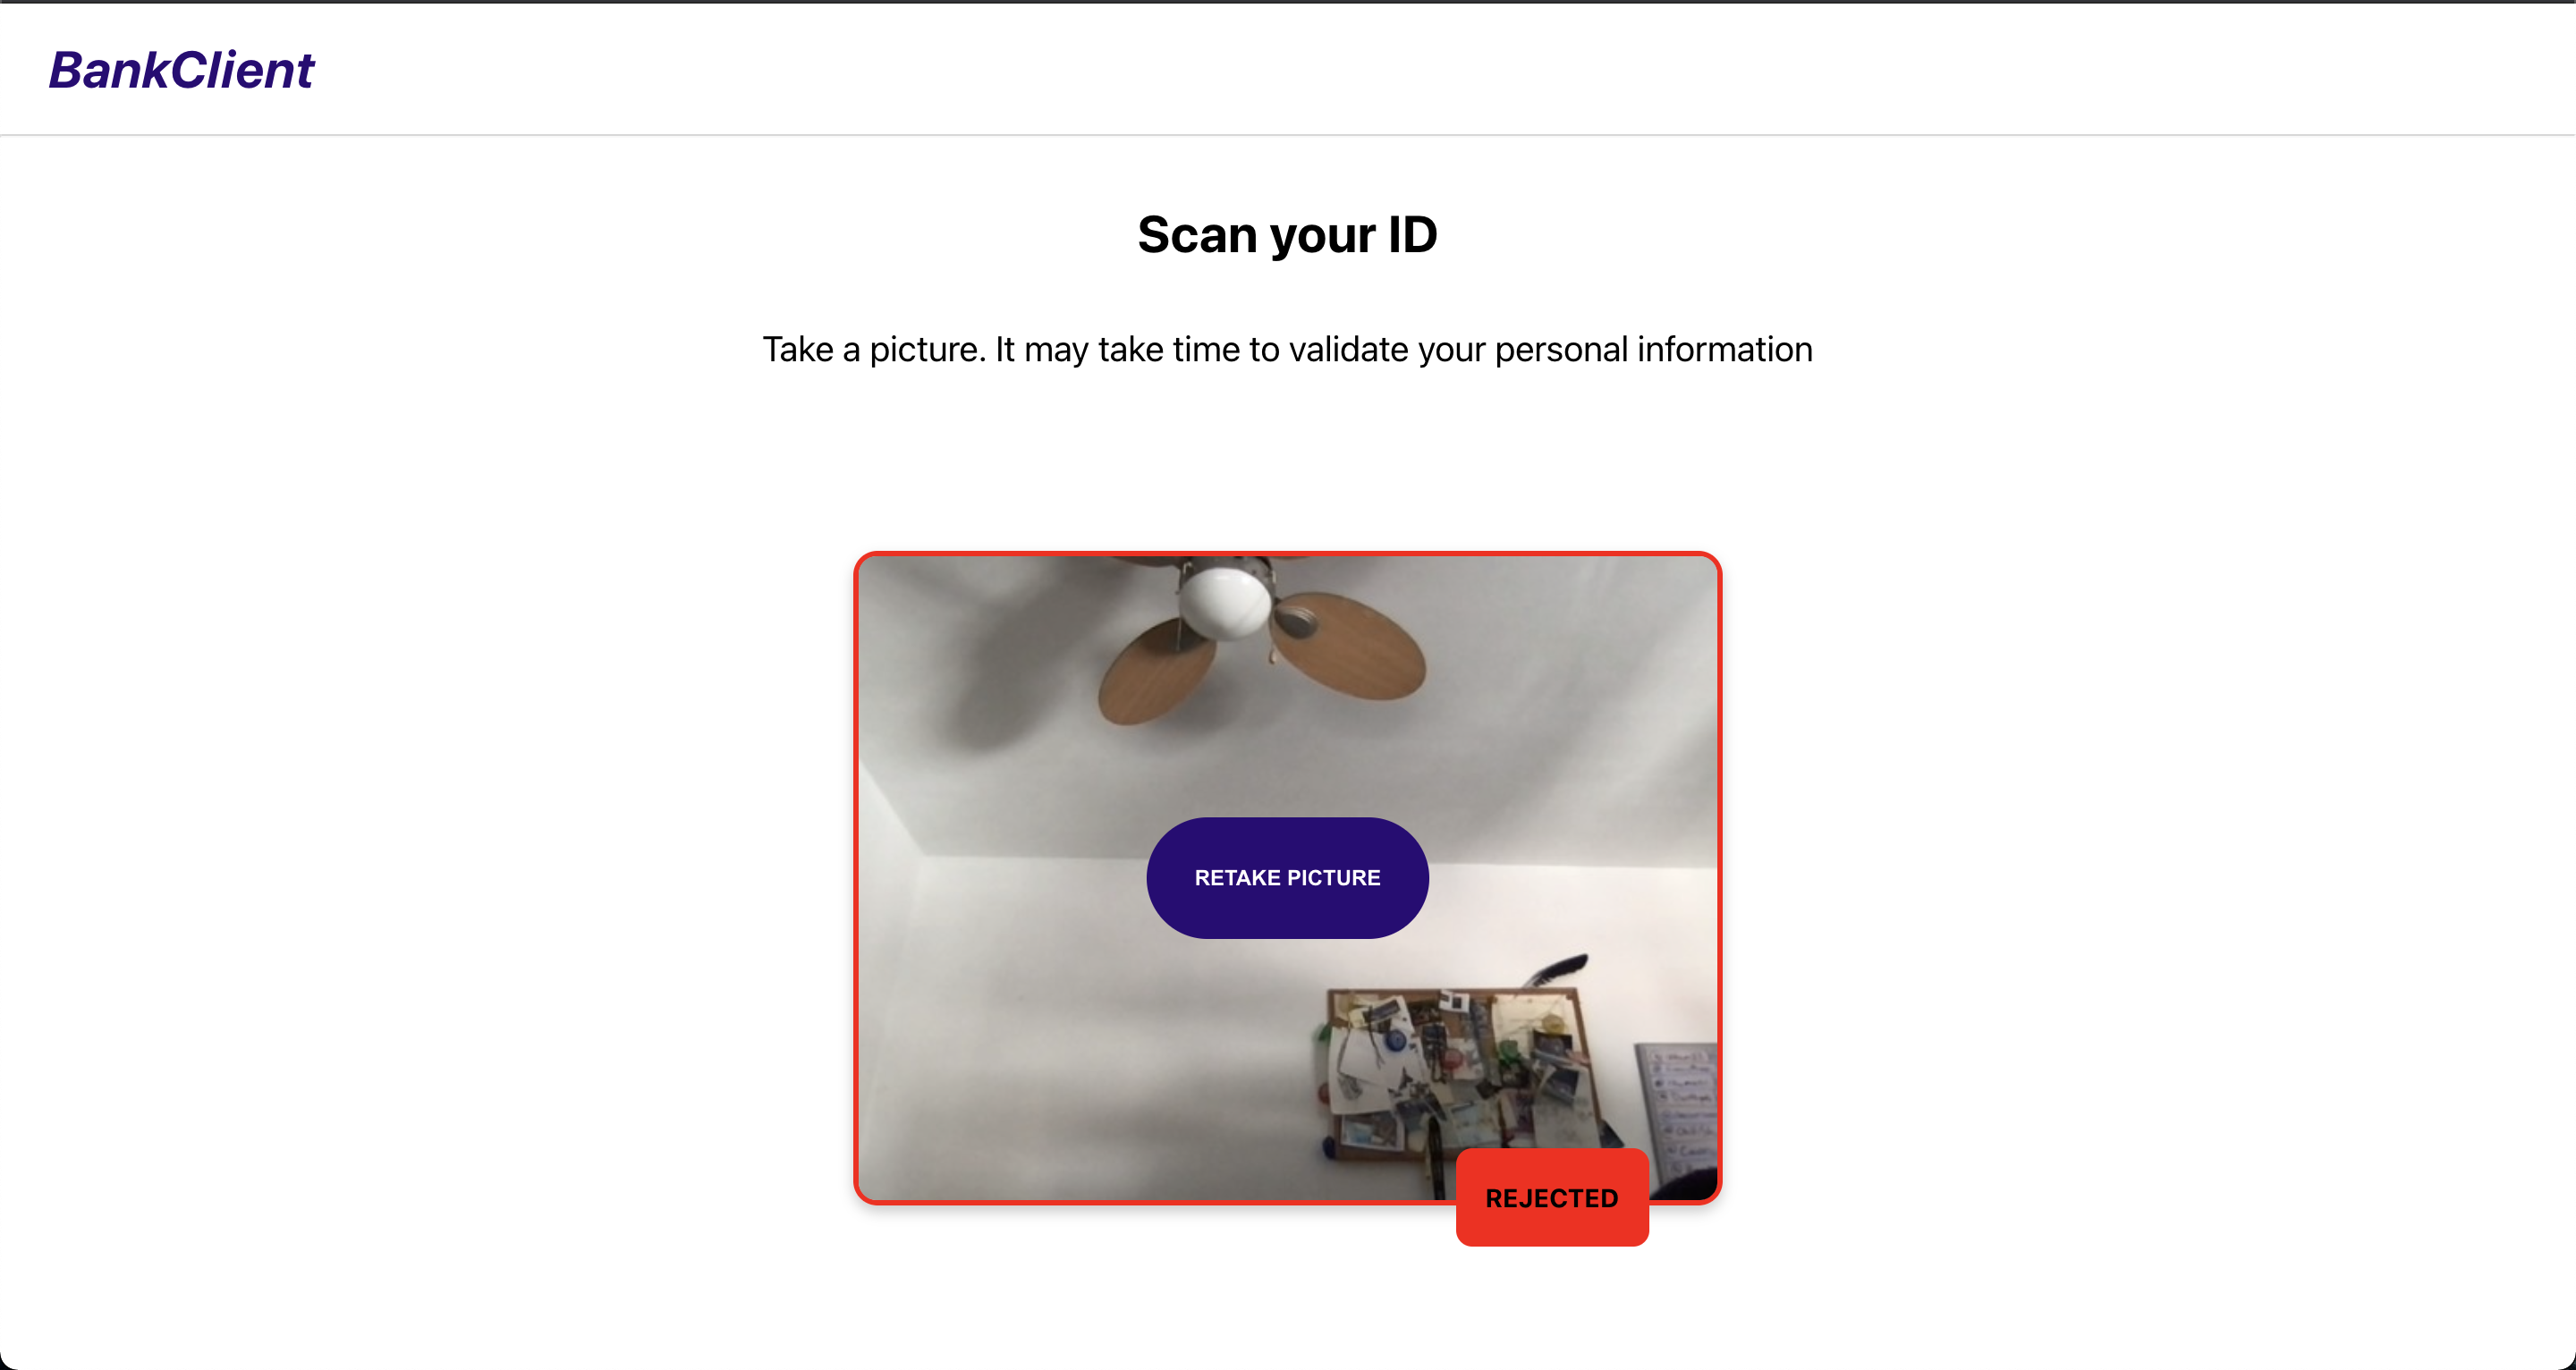 BankClient
Scan your ID
Take a picture. It may take time to validate your personal information
RETAKE PICTURE
REJECTED